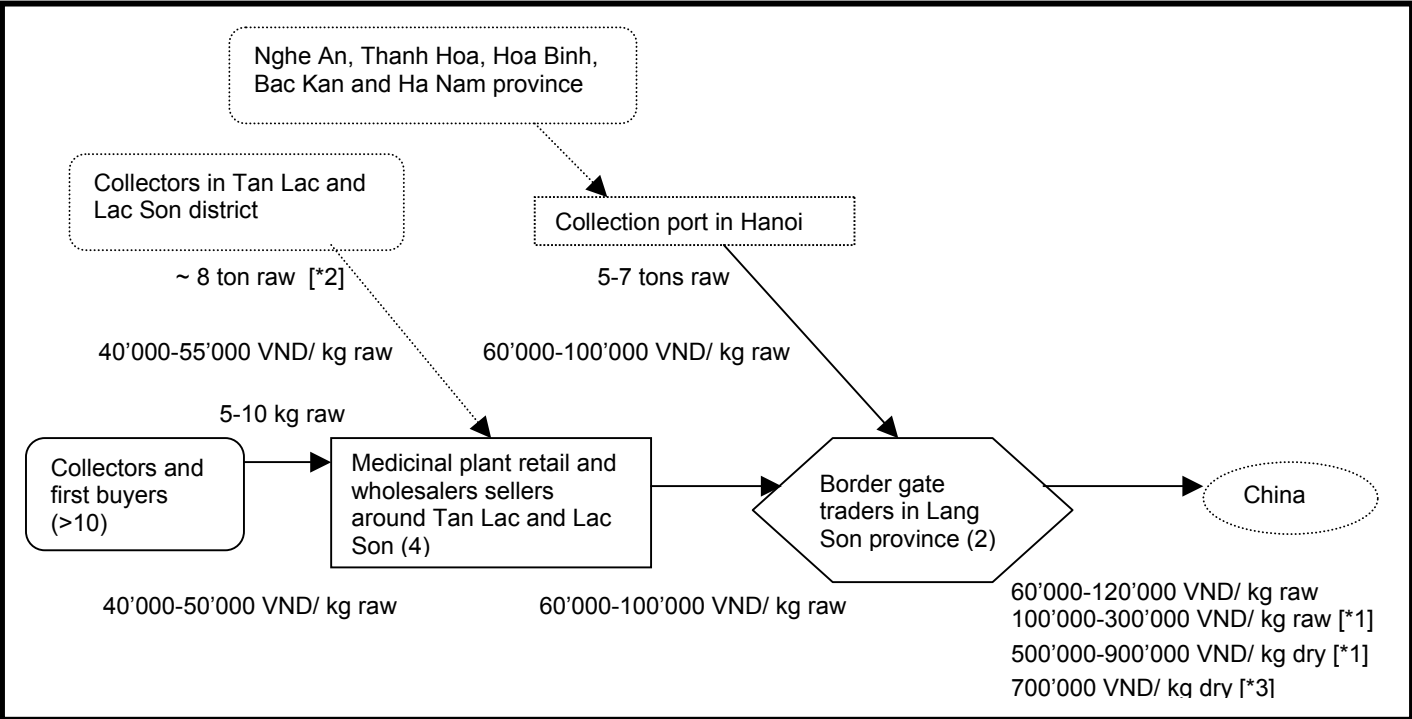 Nghe An, Thanh Hoa, Hoa Binh,
Bac Kan and Ha Nam province
Collectors in Tan Lac and
Lac Son district
Collection port in Hanoi
~ 8 ton raw [*2]
5-7 tons raw
40’000-55’000 VND/ kg raw
60’000-100’000 VND/ kg raw
5-10 kg raw
Collectors and
first buyers
(>10)
Medicinal plant retail and
wholesalers sellers
around Tan Lac and Lac
Son (4)
Border gate
traders in Lang
Son province (2)
China
40’000-50’000 VND/ kg raw
60’000-100’000 VND/ kg raw
60’000-120’000 VND/ kg raw
100’000-300’000 VND/ kg raw [*1]
500’000-900’000 VND/ kg dry [*1]
700’000 VND/ kg dry [*3]